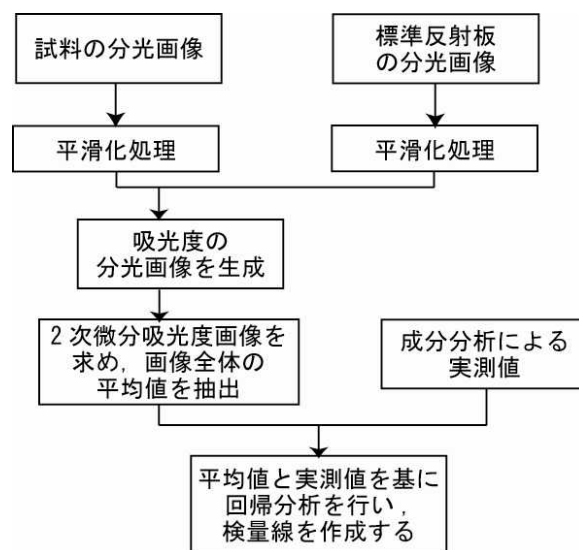 試料の分光画像
標準反射板
の分光画像
平滑化処理
平滑化処理
吸光度の
分光画像を生成
2次微分吸光度画像を
求め，画像全体の
平均値を抽出
成分分析による
実測値
平均値と実測値を基に
回帰分析を行い，
検量線を作成する